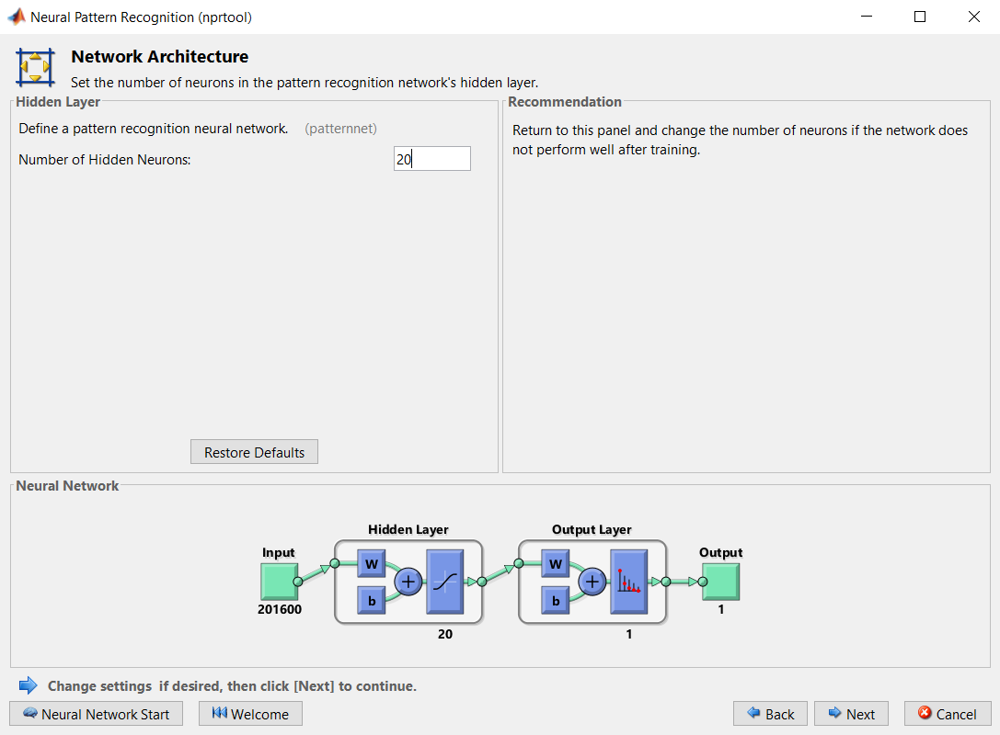 Neural Pattern Recognition (nprtool)
Network Architecture
Set the number of neurons in the pattern recognition network's hidden layer.
Hidden Layer
Define a pattern recognition neural network. (patternnet)
Number of Hidden Neurons: 20
Restore Defaults
Recommendation
Return to this panel and change the number of neurons if the network does
not perform well after training.
Neural Network
Hidden Layer Output Layer
Input Output
W W
b b
201600 1
20 1
Change settings if desired, then click [Next] to continue.
Neural Network Start Welcome Back Next Cancel